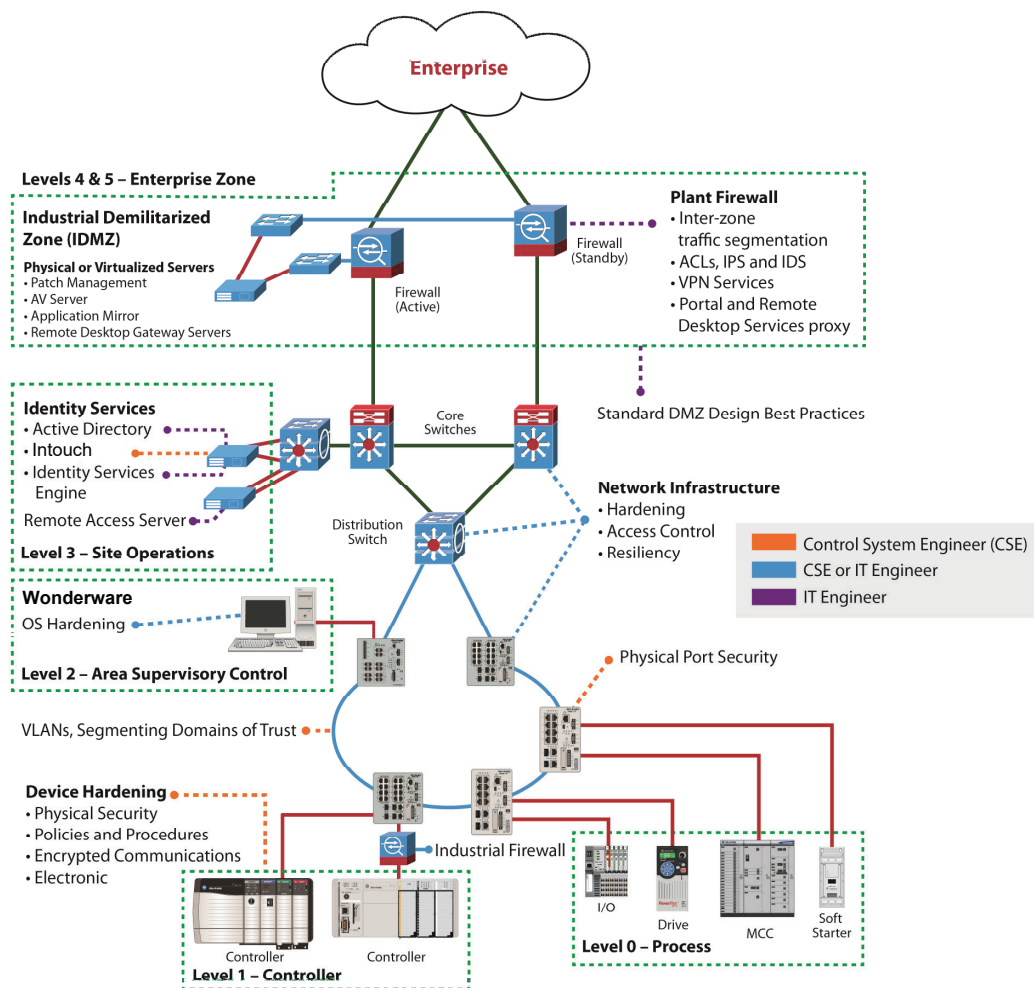 Enterprise
Levels 4 & 5 – Enterprise Zone
Industrial Demilitarized
Zone (IDMZ)
Physical or Virtualized Servers
• Patch Management
• AV Server
• Application Mirror
• Remote Desktop Gateway Servers
Firewall
(Active)
Firewall
(Standby)
Plant Firewall
• Inter-zone
traffic segmentation
• ACLs, IPS and IDS
• VPN Services
• Portal and Remote
Desktop Services proxy
Standard DMZ Design Best Practices
Identity Services
• Active Directory
• Intouch
• Identity Services
Engine
Remote Access Server
Level 3 – Site Operations
Core
Switches
Distribution
Switch
Network Infrastructure
• Hardening
• Access Control
• Resiliency
Control System Engineer (CSE)
CSE or IT Engineer
IT Engineer
Wonderware
OS Hardening
Level 2 – Area Supervisory Control
Physical Port Security
VLANs, Segmenting Domains of Trust
Device Hardening
• Physical Security
• Policies and Procedures
• Encrypted Communications
• Electronic
Industrial Firewall
Controller
Controller
Level 1 – Controller
I/O
Drive
MCC
Soft
Starter
Level 0 – Process